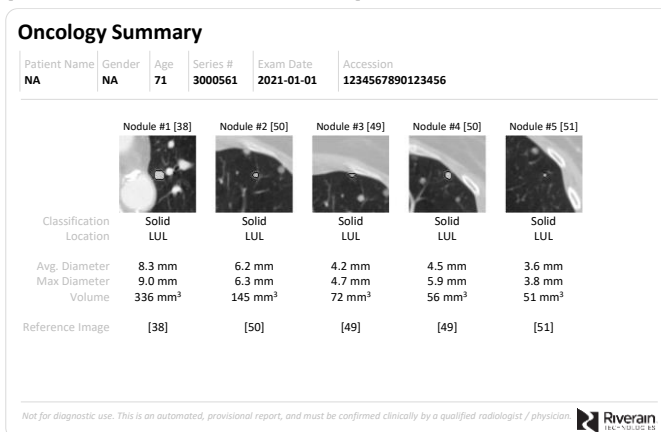 Oncology Summary
Patient Name Gender Age Series # Exam Date Accession
NA NA 71 3000561 2021-01-01 1234567890123456
Nodule #1 [38] Nodule #2 [50] Nodule #3 [49] Nodule #4 [50] Nodule #5 [51]
Classification Solid Solid Solid Solid Solid
Location LUL LUL LUL LUL LUL
Avg. Diameter 8.3 mm 6.2 mm 4.2 mm 4.5 mm 3.6 mm
Max Diameter 9.0 mm 6.3 mm 4.7 mm 5.9 mm 3.8 mm
Volume 336 mm³ 145 mm³ 72 mm³ 56 mm³ 51 mm³
Reference Image [38] [50] [49] [49] [51]
Not for diagnostic use. This is an automated, provisional report, and must be confirmed clinically by a qualified radiologist / physician.
Riverain
TECHNOLOGIES